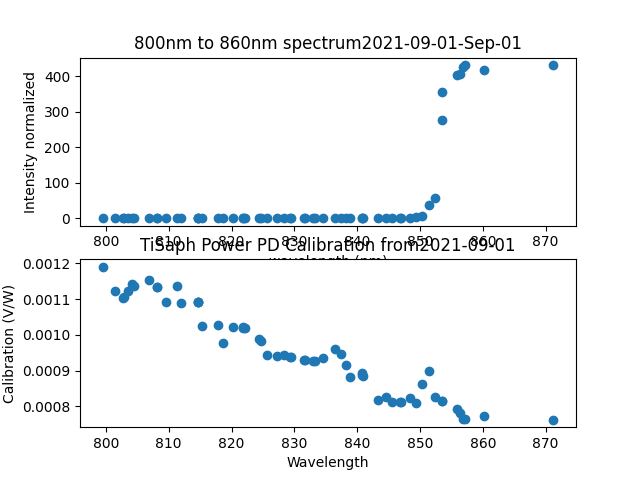 800nm to 860nm spectrum2021-09-01-Sep-01
Intensity normalized
400
300
200
100
0
800 810 820 830 840 850 860 870
wavelength (nm)
TiSaph Power PD Calibration from2021-09-01
Calibration (V/W)
0.0012
0.0011
0.0010
0.0009
0.0008
800 810 820 830 840 850 860 870
Wavelength